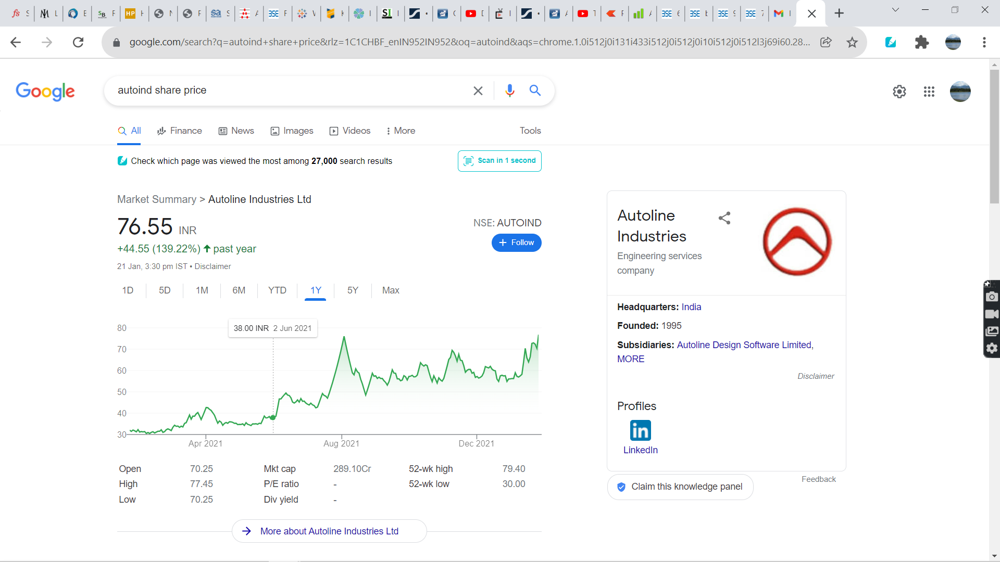 google.com/search?q=autoind+share+price&rlz=1C1CHBF_enIN952IN952&oq=autoind&aqs=chrome.1.0i512j0i131i433i512j0i512j0i10i512j0i512l3j69i60.28...
Google
autoind share price
All Finance News Images Videos More Tools
Check which page was viewed the most among 27,000 search results
Scan in 1 second
Market Summary > Autoline Industries Ltd
76.55 INR
NSE: AUTOIND
+44.55 (139.22%) past year
Follow
21 Jan, 3:30 pm IST • Disclaimer
1D 5D 1M 6M YTD 1Y 5Y Max
38.00 INR 2 Jun 2021
80
70
60
50
40
30
Apr 2021 Aug 2021 Dec 2021
Open 70.25 Mkt cap 289.10Cr 52-wk high 79.40
High 77.45 P/E ratio - 52-wk low 30.00
Low 70.25 Div yield -
More about Autoline Industries Ltd
Autoline
Industries
Engineering services
company
Headquarters: India
Founded: 1995
Subsidiaries: Autoline Design Software Limited,
MORE
Disclaimer
Profiles
LinkedIn
Feedback
Claim this knowledge panel